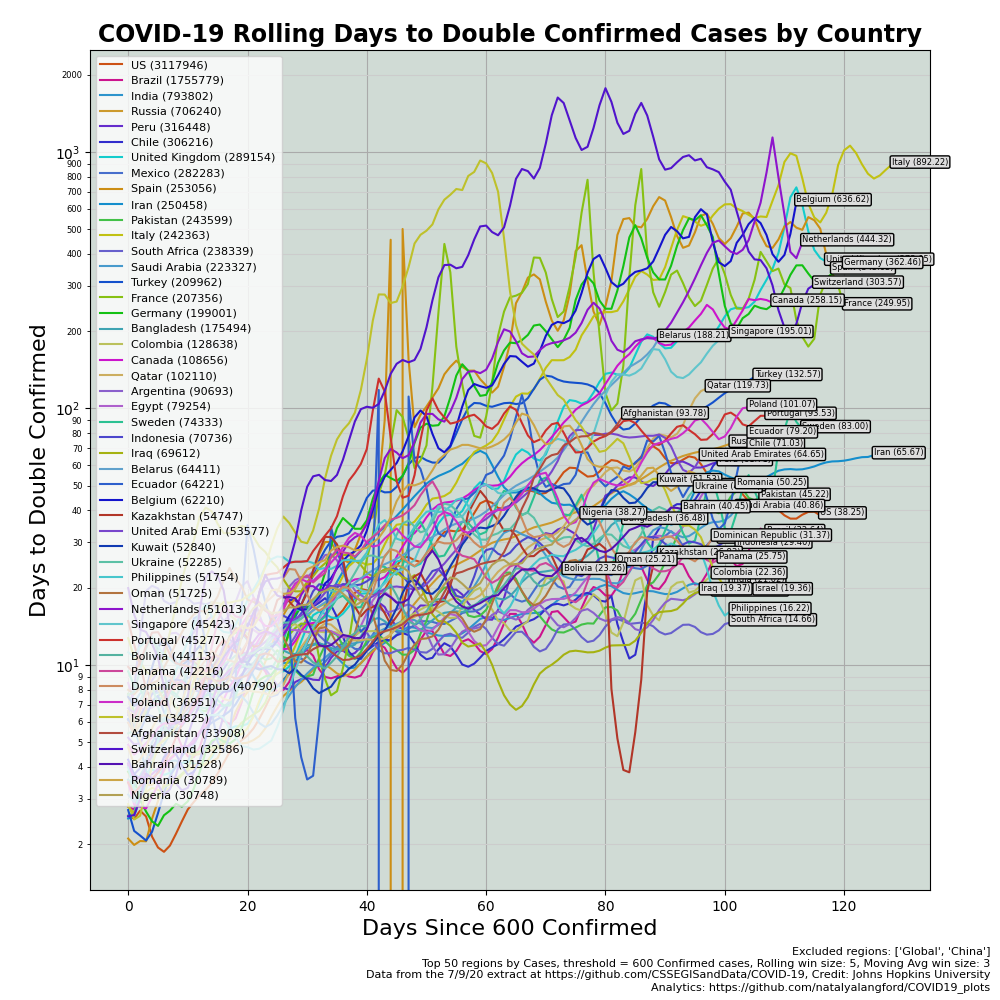 COVID-19 Rolling Days to Double Confirmed Cases by Country
US (3117946)
Brazil (1755779)
India (793802)
Russia (706240)
Peru (316448)
Chile (306216)
United Kingdom (289154)
Mexico (282283)
Spain (253056)
Iran (250458)
Pakistan (243599)
Italy (242363)
South Africa (238339)
Saudi Arabia (223327)
Turkey (209962)
France (207356)
Germany (199001)
Bangladesh (175494)
Colombia (128638)
Canada (108656)
Qatar (102110)
Argentina (90693)
Egypt (79254)
Sweden (74333)
Indonesia (70736)
Iraq (69612)
Belarus (64411)
Ecuador (64221)
Belgium (62210)
Kazakhstan (54747)
United Arab Emi (53577)
Kuwait (52840)
Ukraine (52285)
Philippines (51754)
Oman (51725)
Netherlands (51013)
Singapore (45423)
Portugal (45277)
Bolivia (44113)
Panama (42216)
Dominican Repub (40790)
Poland (36951)
Israel (34825)
Afghanistan (33908)
Switzerland (32586)
Bahrain (31528)
Romania (30789)
Nigeria (30748)
Days to Double Confirmed
2000
10³
900
800
700
600
500
400
300
200
10²
90
80
70
60
50
40
30
20
10¹
9
8
7
6
5
4
3
2
Italy (892.22)
Belgium (636.62)
Netherlands (444.32)
Germany (362.46)
Switzerland (303.57)
Canada (258.15)
France (249.95)
Singapore (195.01)
Belarus (188.21)
Turkey (132.57)
Qatar (119.73)
Poland (101.07)
Afghanistan (93.78)
(83.00)
Ecuador (79.20)
Chile (71.03)
Iran (65.67)
United Arab Emirates (64.65)
Kuwait
Romania (50.25)
Ukraine
Pakistan (45.22)
Bahrain (40.45)
Arabia (40.86)
US (38.25)
Nigeria (38.27)
(36.48)
Dominican Republic (31.37)
Kazakhstan
Panama (25.75)
Oman (25.21)
Bolivia (23.26)
Colombia (22.36)
Iraq (19.37)
Israel (19.36)
Philippines (16.22)
South Africa (14.66)
0
20
40
60
80
100
120
Days Since 600 Confirmed
Excluded regions: ['Global', 'China']
Top 50 regions by Cases, threshold = 600 Confirmed cases, Rolling win size: 5, Moving Avg win size: 3
Data from the 7/9/20 extract at https://github.com/CSSEGISandData/COVID-19, Credit: Johns Hopkins University
Analytics: https://github.com/natalyalangford/COVID19_plots